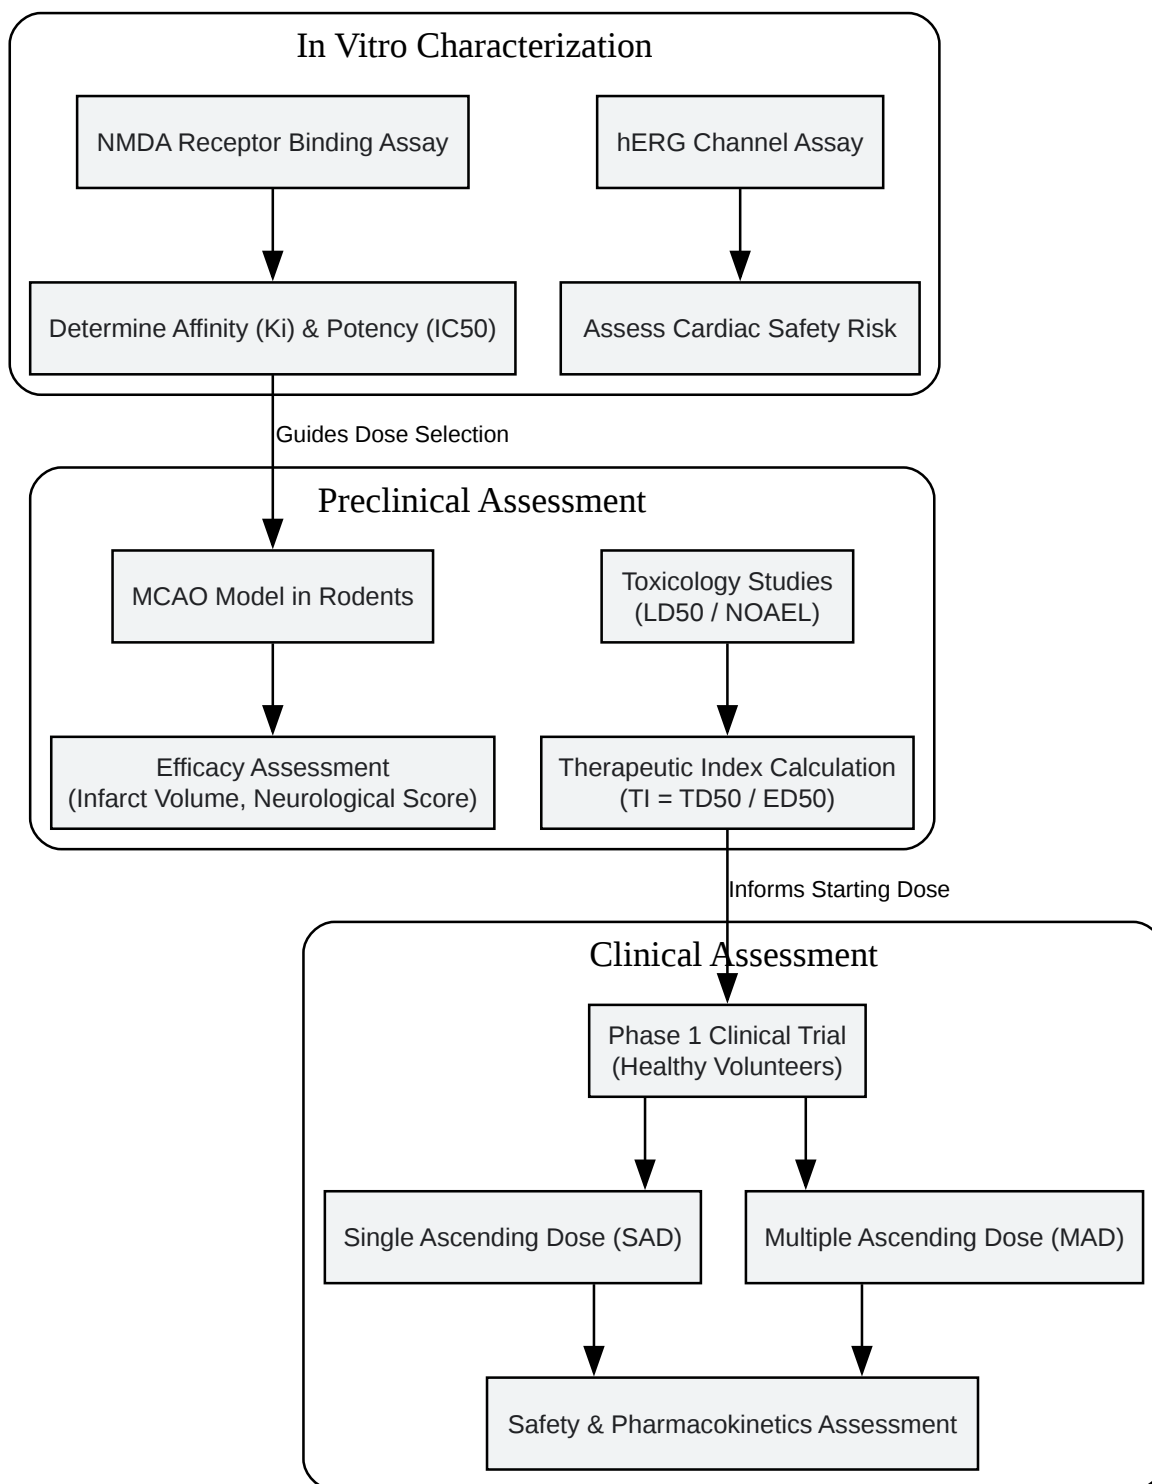 In Vitro Characterization
NMDA Receptor Binding Assay
hERG Channel Assay
Determine Affinity (Ki) & Potency (IC50)
Assess Cardiac Safety Risk
Guides Dose Selection
Preclinical Assessment
MCAO Model in Rodents
Toxicology Studies
(LD50 / NOAEL)
Efficacy Assessment
(Infarct Volume, Neurological Score)
Therapeutic Index Calculation
(TI = TD50 / ED50)
Informs Starting Dose
Clinical Assessment
Phase 1 Clinical Trial
(Healthy Volunteers)
Single Ascending Dose (SAD)
Multiple Ascending Dose (MAD)
Safety & Pharmacokinetics Assessment